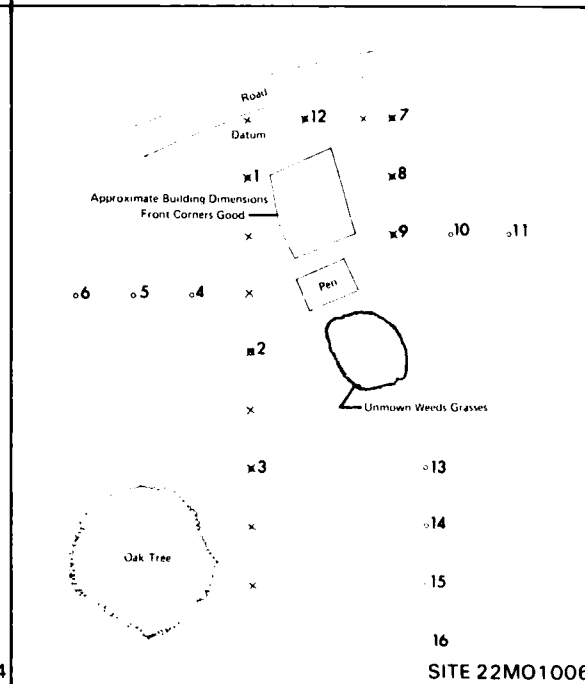 Road
12
7
Datum
1
8
Approximate Building Dimensions
Front Corners Good
9
10
11
Pen
6
5
4
2
Unmown Weeds Grasses
3
13
14
Oak Tree
15
16
4
SITE 22MO1006